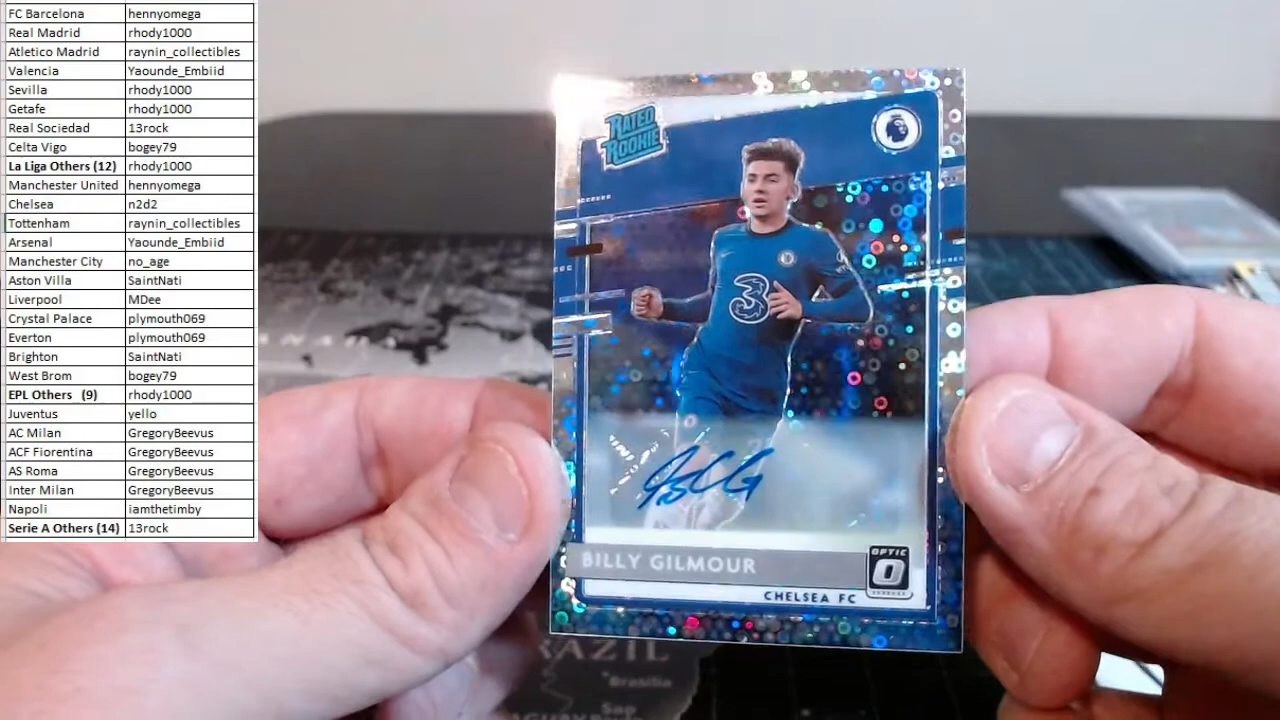 FC Barcelona hennyomega
Real Madrid rhody1000
Atletico Madrid raynin_collectibles
Valencia Yaounde_Embiid
Sevilla rhody1000
Getafe rhody1000
Real Sociedad 13rock
Celta Vigo bogey79
La Liga Others (12) rhody1000
Manchester United hennyomega
Chelsea n2d2
Tottenham raynin_collectibles
Arsenal Yaounde_Embiid
Manchester City no_age
Aston Villa SaintNati
Liverpool MDee
Crystal Palace plymouth069
Everton plymouth069
Brighton SaintNati
West Brom bogey79
EPL Others (9) rhody1000
Juventus yello
AC Milan GregoryBeevus
ACF Fiorentina GregoryBeevus
AS Roma GregoryBeevus
Inter Milan GregoryBeevus
Napoli iamthetimby
Serie A Others (14) 13rock
RATED
ROOKIE
3
BILLY GILMOUR
OPTIC
CHELSEA FC
BRAZIL
Brasilia
Sao